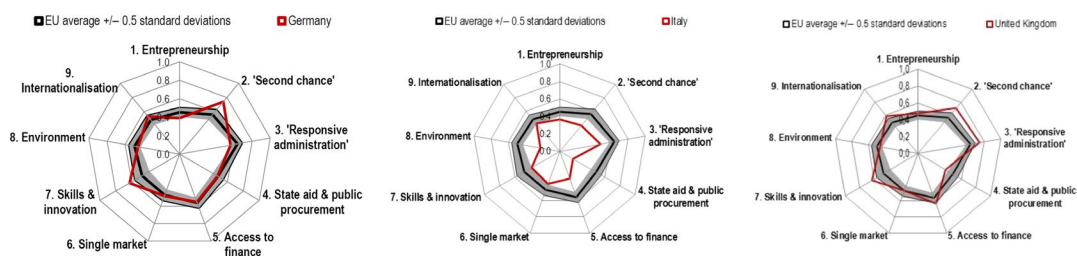 EU average +/– 0.5 standard deviations
Germany
1. Entrepreneurship
2. 'Second chance'
3. 'Responsive
administration'
4. State aid & public
procurement
5. Access to
finance
6. Single market
7. Skills &
innovation
8. Environment
9.
Internationalisation
1.0
0.8
0.6
0.4
0.2
0.0
EU average +/– 0.5 standard deviations
Italy
1. Entrepreneurship
2. 'Second chance'
3. 'Responsive
administration'
4. State aid & public
procurement
5. Access to finance
6. Single market
7. Skills & innovation
8. Environment
9. Internationalisation
1.0
0.8
0.6
0.4
0.2
0.0
EU average +/– 0.5 standard deviations
United Kingdom
1. Entrepreneurship
2. 'Second chance'
3. 'Responsive
administration'
4. State aid & public
procurement
5. Access to finance
6. Single market
7. Skills & innovation
8. Environment
9. Internationalisation
1.0
0.8
0.6
0.4
0.2
0.0